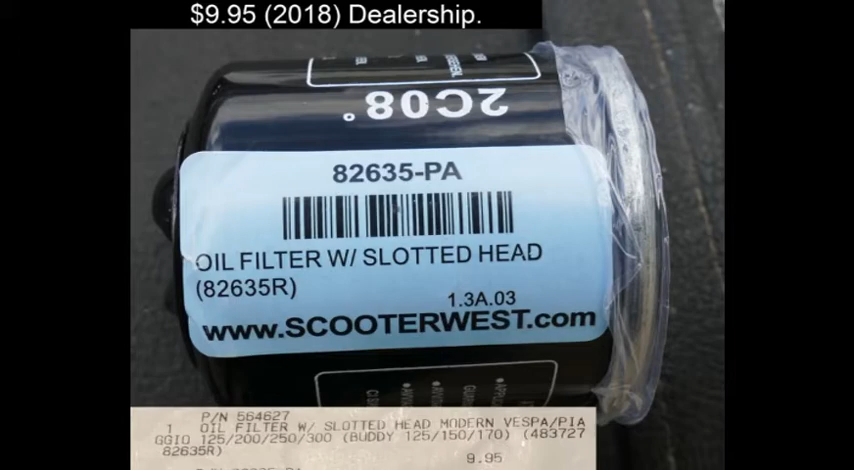 $9.95 (2018) Dealership.
2C08
82635-PA
OIL FILTER W/ SLOTTED HEAD
(82635R)
1.3A.03
www.SCOOTERWEST.com
P/N 564627
1 OIL FILTER W/ SLOTTED HEAD MODERN VESPA/PIA
GGIO 125/200/250/300 (BUDDY 125/150/170) (483727
82635R)
9.95